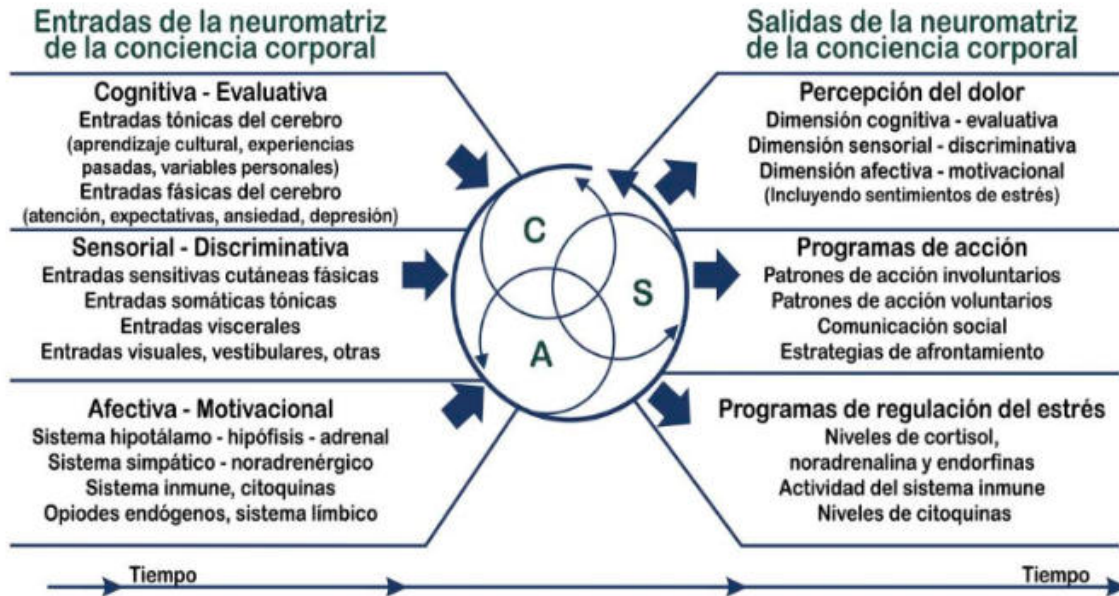 Entradas de la neuromatriz
de la conciencia corporal
Cognitiva - Evaluativa
Entradas tónicas del cerebro
(aprendizaje cultural, experiencias
pasadas, variables personales)
Entradas fásicas del cerebro
(atención, expectativas, ansiedad, depresión)
Sensorial - Discriminativa
Entradas sensitivas cutáneas fásicas
Entradas somáticas tónicas
Entradas víscerales
Entradas visuales, vestibulares, otras
Afectiva - Motivacional
Sistema hipotálamo - hipófisis - adrenal
Sistema simpático - noradrenérgico
Sistema inmune, citoquinas
Opiodes endógenos, sistema límbico
C
S
A
Salidas de la neuromatriz
de la conciencia corporal
Percepción del dolor
Dimensión cognitiva - evaluativa
Dimensión sensorial - discriminativa
Dimensión afectiva - motivacional
(Incluyendo sentimientos de estrés)
Programas de acción
Patrones de acción involuntarios
Patrones de acción voluntarios
Comunicación social
Estrategias de afrontamiento
Programas de regulación del estrés
Niveles de cortisol,
noradrenalina y endorfinas
Actividad del sistema inmune
Niveles de citoquinas
Tiempo
Tiempo